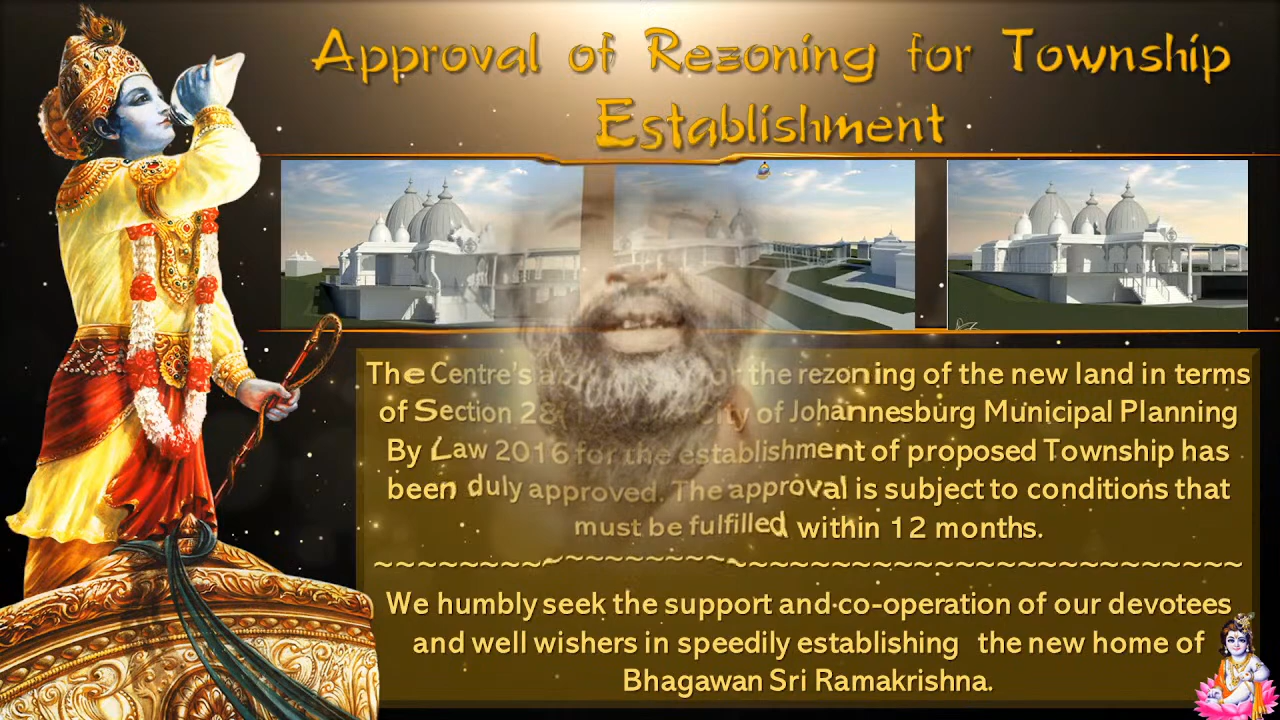 Approval of Rezoning for Township
Establishment
The Centre's the rezoning of the new land in terms
of Section City of Johannesburg Municipal Planning
By Law 2016 for the establishment of proposed Township has
been duly approved. The approval is subject to conditions that
must be fulfilled within 12 months.
~~~~~~~~~~~~~~~~~~~~~~~~~~~~~~~~~~~~~~~~~~
We humbly seek the support and co-operation of our devotees
and well wishers in speedily establishing the new home of
Bhagawan Sri Ramakrishna.